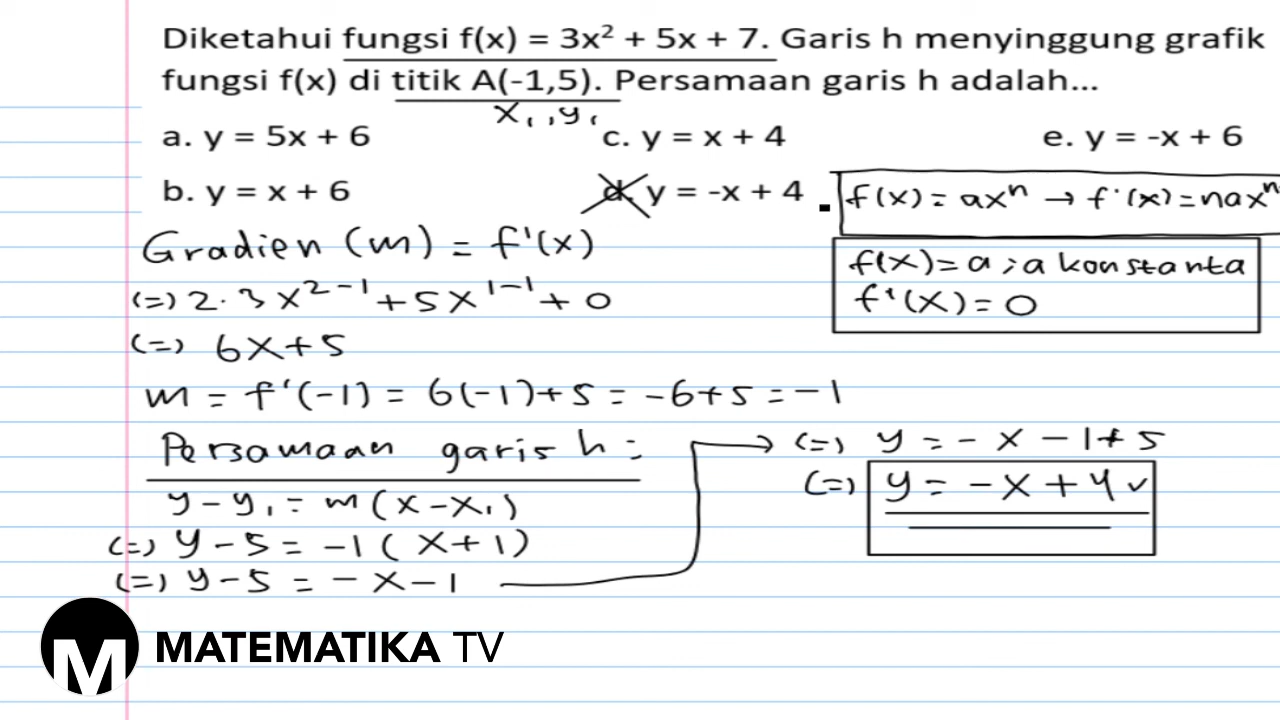 Diketahui fungsi f(x) = 3x² + 5x + 7. Garis h menyinggung grafik
fungsi f(x) di titik A(-1,5). Persamaan garis h adalah...
x₁, y₁
a. y = 5x + 6
c. y = x + 4
e. y = -x + 6
b. y = x + 6
d. y = -x + 4
f(x) = axⁿ → f'(x) = naxⁿ
f(x) = a ; a konstanta
f'(x) = 0
Gradien (m) = f'(x)
(=) 2·3x²⁻¹ + 5x¹⁻¹ + 0
(=) 6x+5
m = f'(-1) = 6(-1)+5 = -6+5 = -1
Persamaan garis h :
y - y₁ = m(x - x₁)
(=) y - 5 = -1(x+1)
(=) y - 5 = -x - 1
(=) y = -x - 1 + 5
(=) y = -x + 4 ✓
M MATEMATIKA TV